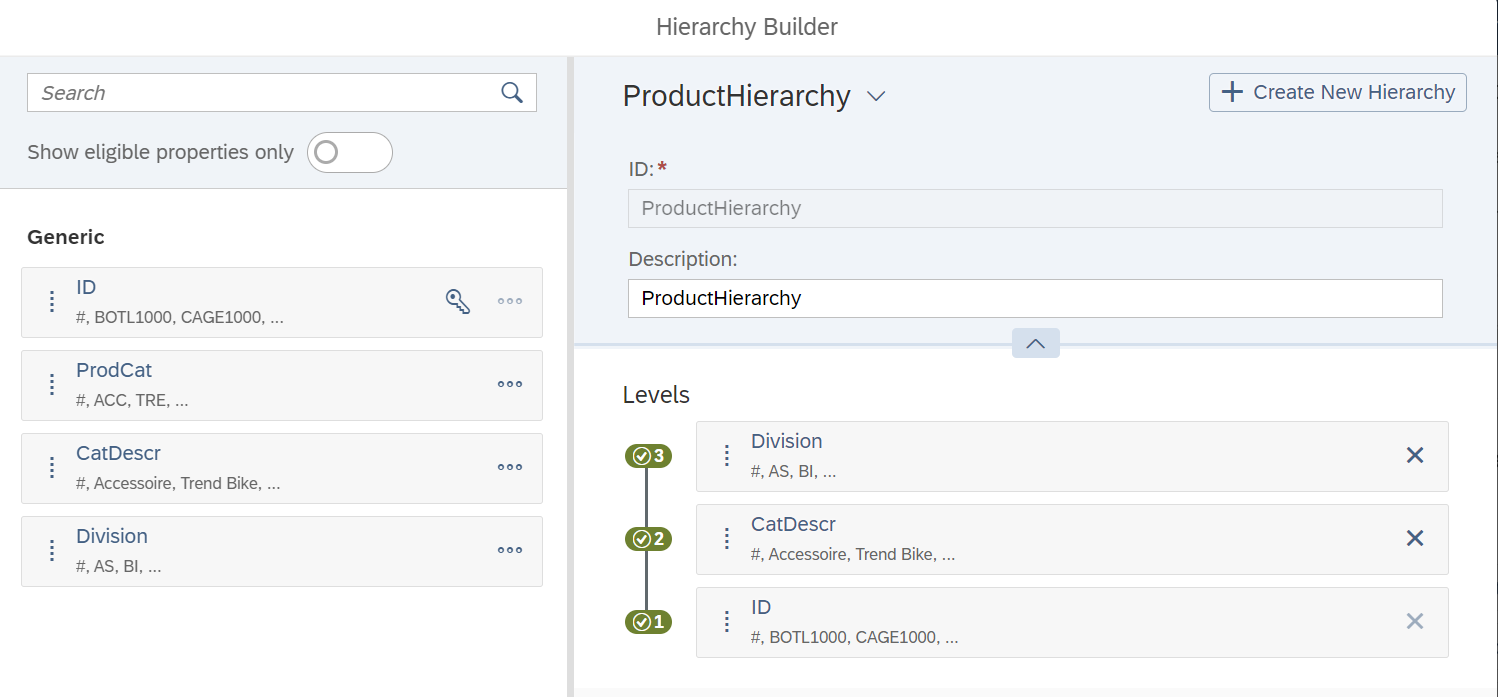 Hierarchy Builder
Search
Show eligible properties only
Generic
ID
#, BOTL1000, CAGE1000, ...
ProdCat
#, ACC, TRE, ...
CatDescr
#, Accessoire, Trend Bike, ...
Division
#, AS, BI, ...
ProductHierarchy
Create New Hierarchy
ID:*
ProductHierarchy
Description:
ProductHierarchy
Levels
3 Division
#, AS, BI, ...
2 CatDescr
#, Accessoire, Trend Bike, ...
1 ID
#, BOTL1000, CAGE1000, ...